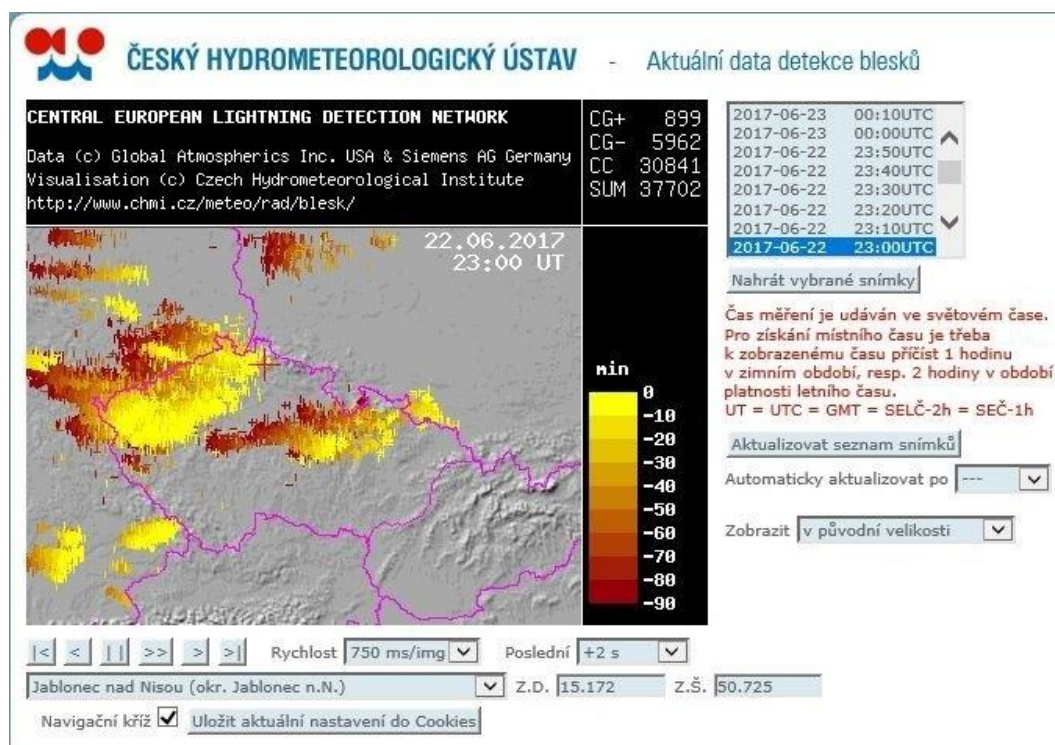 ČESKÝ HYDROMETEOROLOGICKÝ ÚSTAV - Aktuální data detekce blesků
CENTRAL EUROPEAN LIGHTNING DETECTION NETWORK
Data (c) Global Atmospherics Inc. USA & Siemens AG Germany
Visualisation (c) Czech Hydrometeorological Institute
http://www.chmi.cz/meteo/rad/blesk/
CG+ 899
CG- 5962
CC 30841
SUM 37702
2017-06-23 00:10UTC
2017-06-23 00:00UTC
2017-06-22 23:50UTC
2017-06-22 23:40UTC
2017-06-22 23:30UTC
2017-06-22 23:20UTC
2017-06-22 23:10UTC
2017-06-22 23:00UTC
22.06.2017
23:00 UT
min
0
-10
-20
-30
-40
-50
-60
-70
-80
-90
Nahrát vybrané snímky
Čas měření je udáván ve světovém čase.
Pro získání místního času je třeba
k zobrazenému času příčíst 1 hodinu
v zimním období, resp. 2 hodiny v období
platnosti letního času.
UT = UTC = GMT = SELČ-2h = SEČ-1h
Aktualizovat seznam snímků
Automaticky aktualizovat po ---
Zobrazit v původní velikosti
|< < || >> > >| Rychlost 750 ms/img Poslední +2 s
Jablonec nad Nisou (okr. Jablonec n.N.) Z.D. 15.172 Z.Š. 50.725
Navigační kříž Uložit aktuální nastavení do Cookies